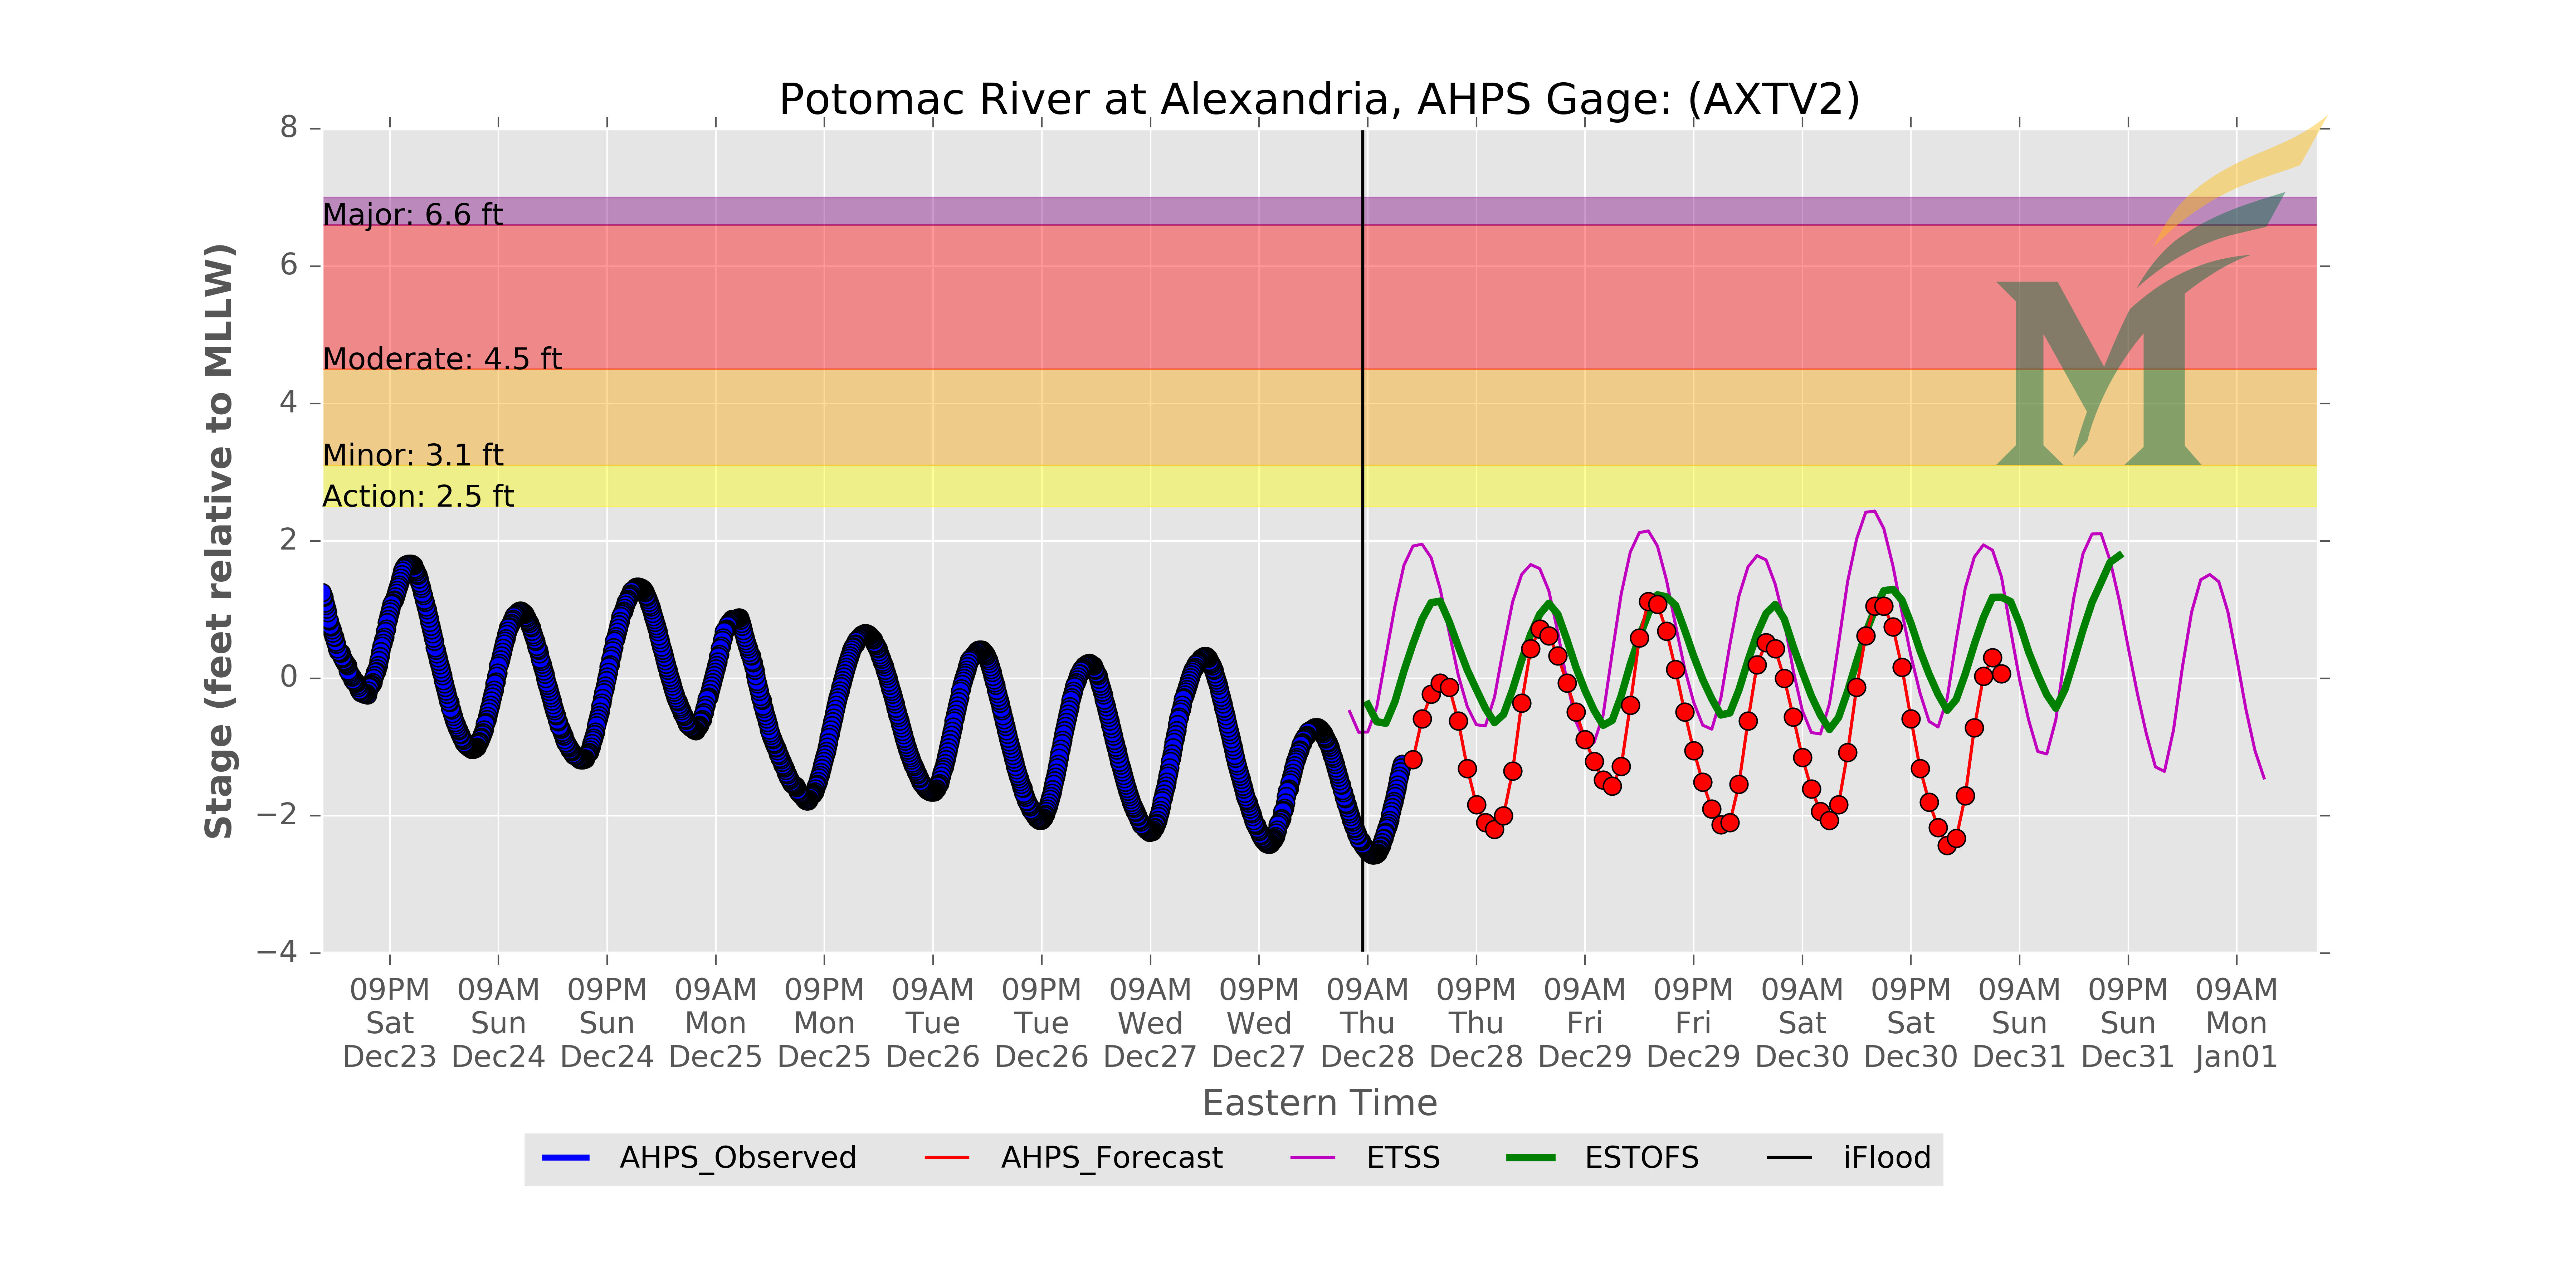 Potomac River at Alexandria, AHPS Gage: (AXTV2)
Stage (feet relative to MLLW)
8
6
4
2
0
−2
−4
Major: 6.6 ft
Moderate: 4.5 ft
Minor: 3.1 ft
Action: 2.5 ft
M
09PM 09AM 09PM 09AM 09PM 09AM 09PM 09AM 09PM 09AM 09PM 09AM 09PM 09AM 09PM 09AM 09PM 09AM
Sat Sun Sun Mon Mon Tue Tue Wed Wed Thu Thu Fri Fri Sat Sat Sun Sun Mon
Dec23 Dec24 Dec24 Dec25 Dec25 Dec26 Dec26 Dec27 Dec27 Dec28 Dec28 Dec29 Dec29 Dec30 Dec30 Dec31 Dec31 Jan01
Eastern Time
AHPS_Observed AHPS_Forecast ETSS ESTOFS iFlood